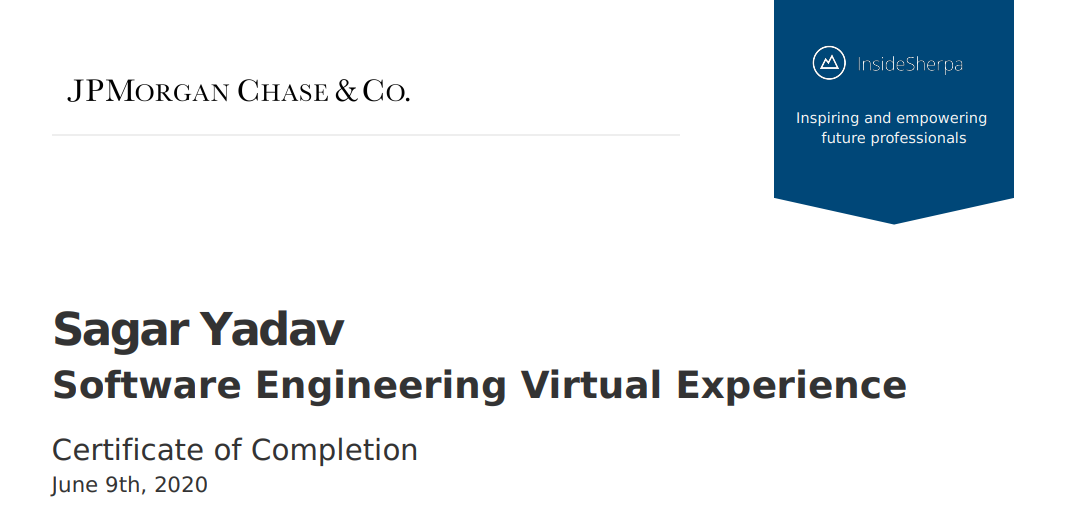 JPMORGAN CHASE & CO.
InsideSherpa
Inspiring and empowering
future professionals
Sagar Yadav
Software Engineering Virtual Experience
Certificate of Completion
June 9th, 2020